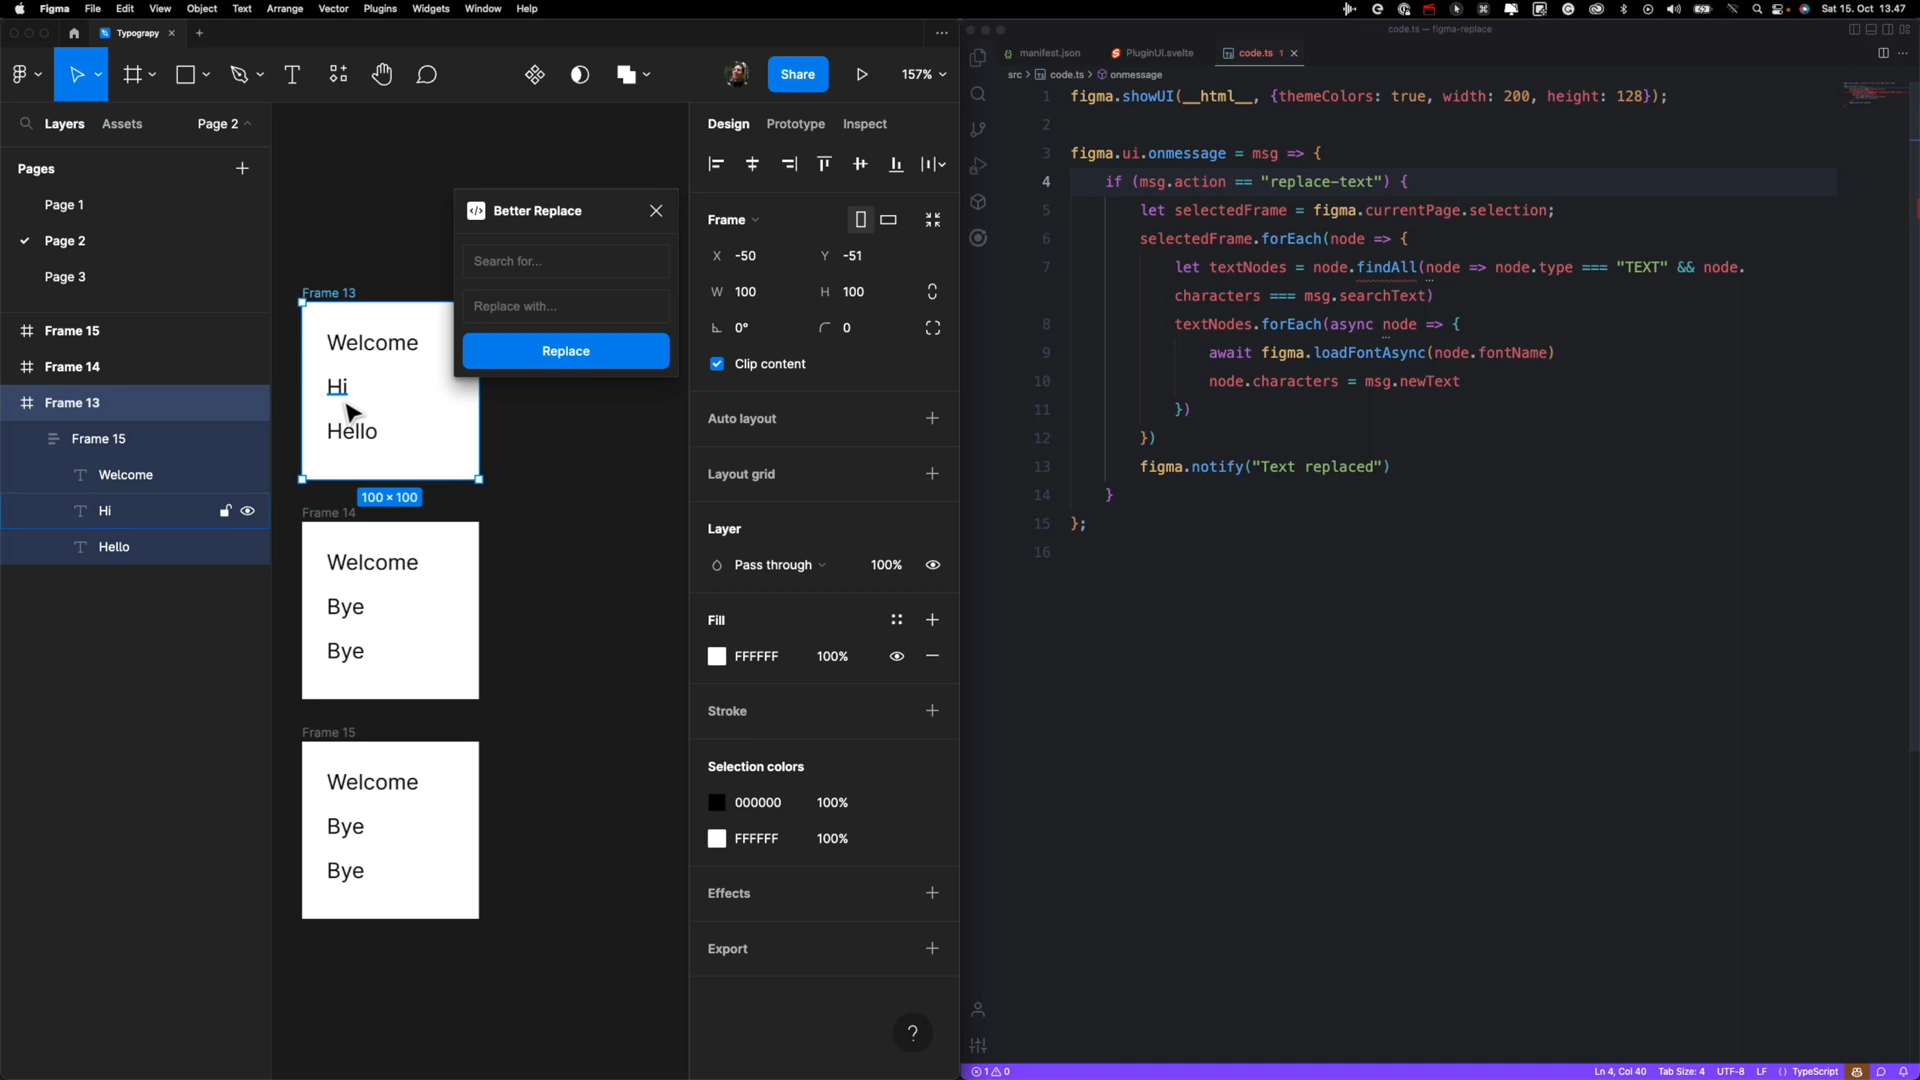 Figma File Edit View Object Text Arrange Vector Plugins Widgets Window Help
Sat 15. Oct 13.47
Typograpy
Share
157%
Layers Assets Page 2
Pages
Page 1
Page 2
Page 3
Frame 15
Frame 14
Frame 13
Frame 15
Welcome
Hi
Hello
Frame 13
Welcome
Hi
Hello
100 × 100
Frame 14
Welcome
Bye
Bye
Frame 15
Welcome
Bye
Bye
Better Replace
Search for...
Replace with...
Replace
Design Prototype Inspect
Frame
X -50 Y -51
W 100 H 100
0° 0
Clip content
Auto layout
Layout grid
Layer
Pass through 100%
Fill
FFFFFF 100%
Stroke
Selection colors
000000 100%
FFFFFF 100%
Effects
Export
?
code.ts — figma-replace
manifest.json PluginUI.svelte TS code.ts 1
src > TS code.ts > onmessage
1 figma.showUI(__html__, {themeColors: true, width: 200, height: 128});
2
3 figma.ui.onmessage = msg => {
4 if (msg.action == "replace-text") {
5 let selectedFrame = figma.currentPage.selection;
6 selectedFrame.forEach(node => {
7 let textNodes = node.findAll(node => node.type === "TEXT" && node.
characters === msg.searchText)
8 textNodes.forEach(async node => {
9 await figma.loadFontAsync(node.fontName)
10 node.characters = msg.newText
11 })
12 })
13 figma.notify("Text replaced")
14 }
15 };
16
1 0
Ln 4, Col 40 Tab Size: 4 UTF-8 LF {} TypeScript